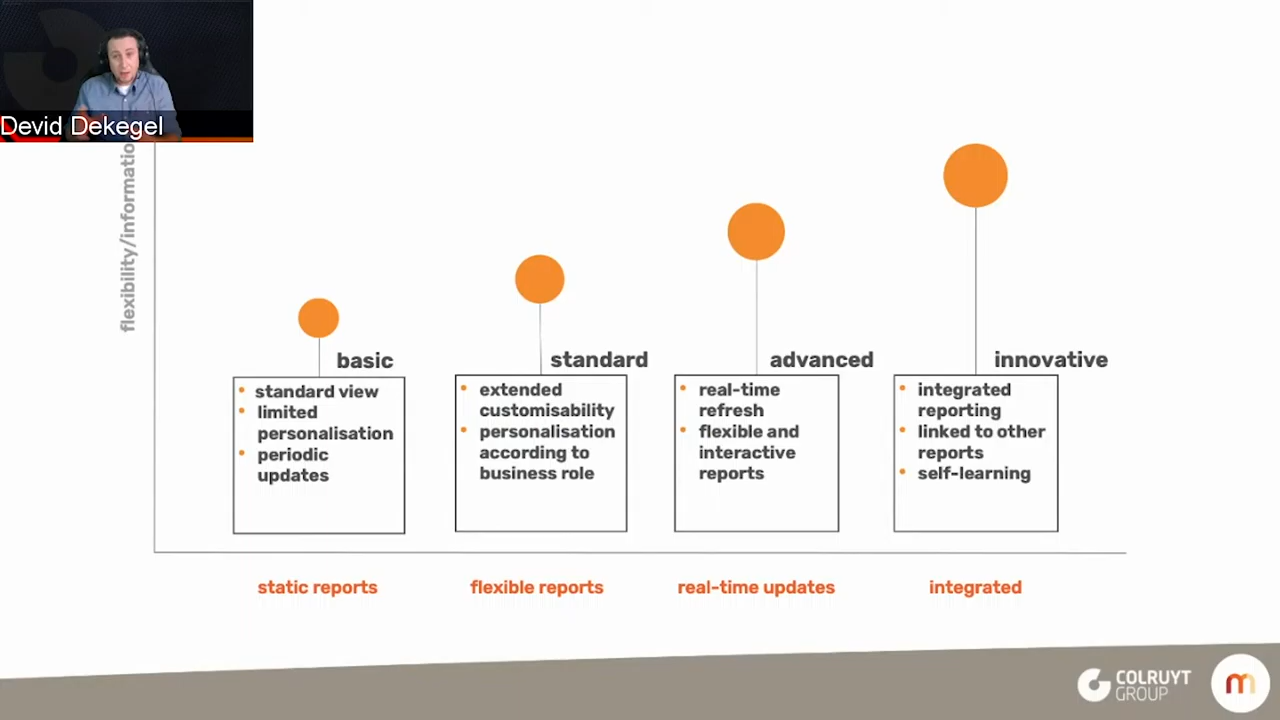 Devid Dekegel
flexibility/informatio
basic
standard view
limited
personalisation
periodic
updates
standard
extended
customisability
personalisation
according to
business role
advanced
real-time
refresh
flexible and
interactive
reports
innovative
integrated
reporting
linked to other
reports
self-learning
static reports
flexible reports
real-time updates
integrated
COLRUYT
GROUP
m